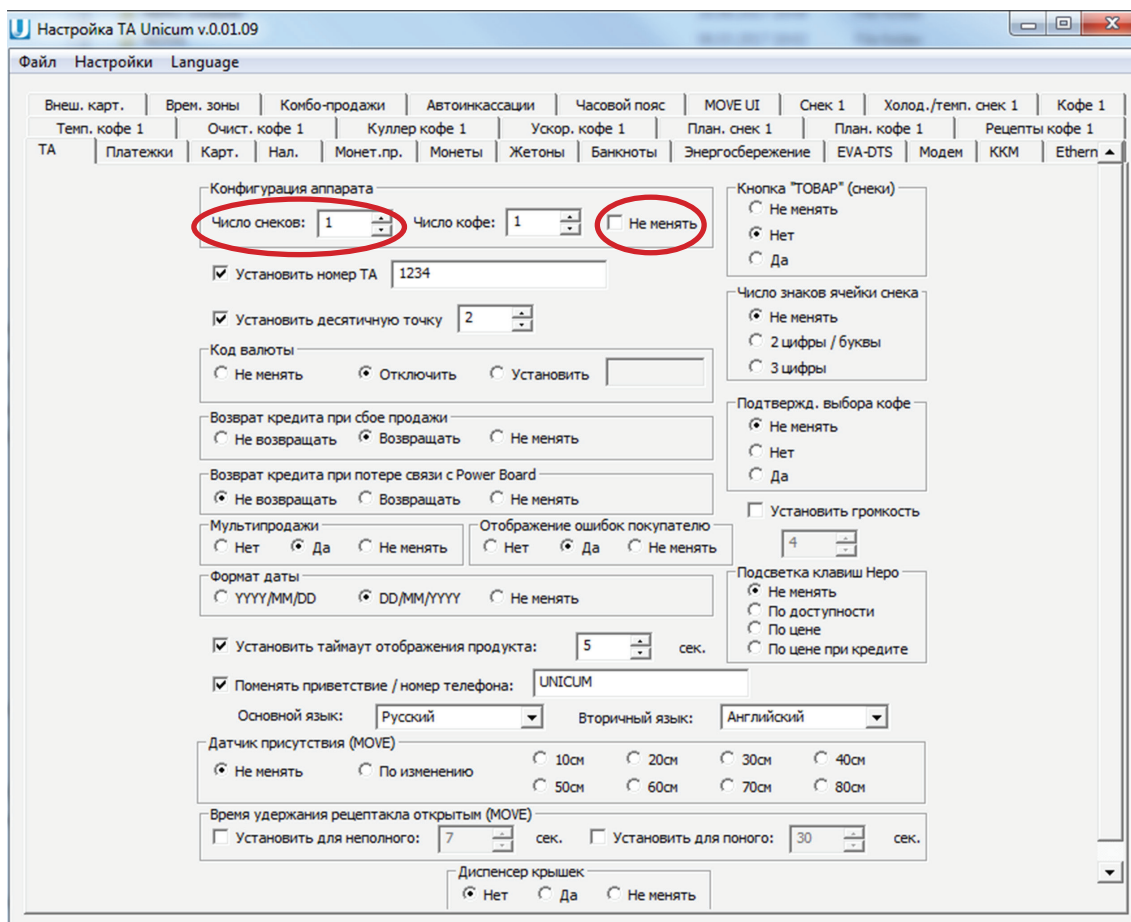 Настройка ТА Unicum v.0.01.09
Файл Настройки Language
Внеш. карт. Врем. зоны Комбо-продажи Автоинкассации Часовой пояс MOVE UI Снек 1 Холод./темп. снек 1 Кофе 1
Темп. кофе 1 Очист. кофе 1 Куллер кофе 1 Ускор. кофе 1 План. снек 1 План. кофе 1 Рецепты кофе 1
ТА Платежки Карт. Нал. Монет.пр. Монеты Жетоны Банкноты Энергосбережение EVA-DTS Модем ККМ Ethern
Конфигурация аппарата
Число снеков: 1 Число кофе: 1 Не менять
Установить номер ТА 1234
Установить десятичную точку 2
Код валюты
Не менять Отключить Установить
Возврат кредита при сбое продажи
Не возвращать Возвращать Не менять
Возврат кредита при потере связи с Power Board
Не возвращать Возвращать Не менять
Мультипродажи
Нет Да Не менять
Отображение ошибок покупателю
Нет Да Не менять
Формат даты
YYYY/MM/DD DD/MM/YYYY Не менять
Установить таймаут отображения продукта: 5 сек.
Поменять приветствие / номер телефона: UNICUM
Основной язык: Русский Вторичный язык: Английский
Кнопка "ТОВАР" (снеки)
Не менять
Нет
Да
Число знаков ячейки снека
Не менять
2 цифры / буквы
3 цифры
Подтвержд. выбора кофе
Не менять
Нет
Да
Установить громкость
4
Подсветка клавиш Неро
Не менять
По доступности
По цене
По цене при кредите
Датчик присутствия (MOVE)
Не менять По изменению 10см 20см 30см 40см
50см 60см 70см 80см
Время удержания рецептакла открытым (MOVE)
Установить для неполного: 7 сек. Установить для поного: 30 сек.
Диспенсер крышек
Нет Да Не менять